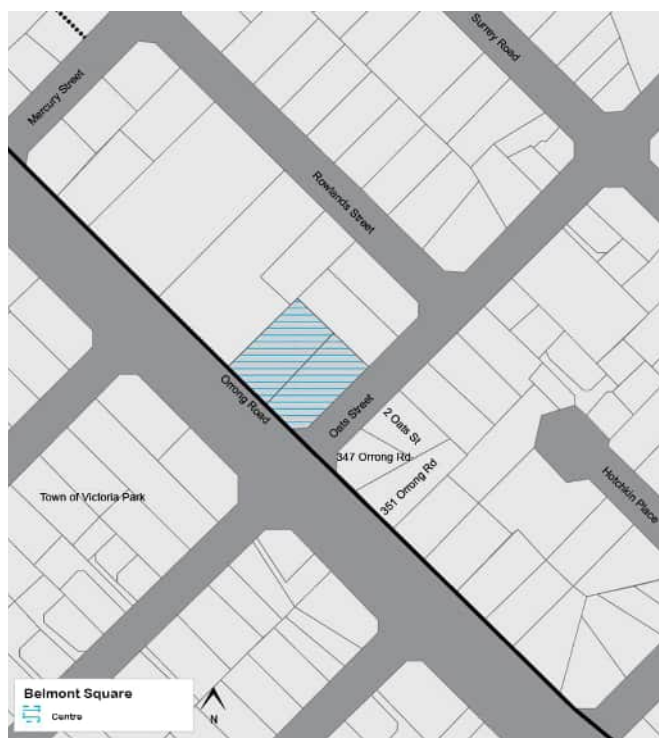 Surrey Road
Mercury Street
Rowlands Street
Orrong Road
Oats Street
2 Oats St
347 Orrong Rd
351 Orrong Rd
Hotchkin Place
Town of Victoria Park
Belmont Square
Centre
N